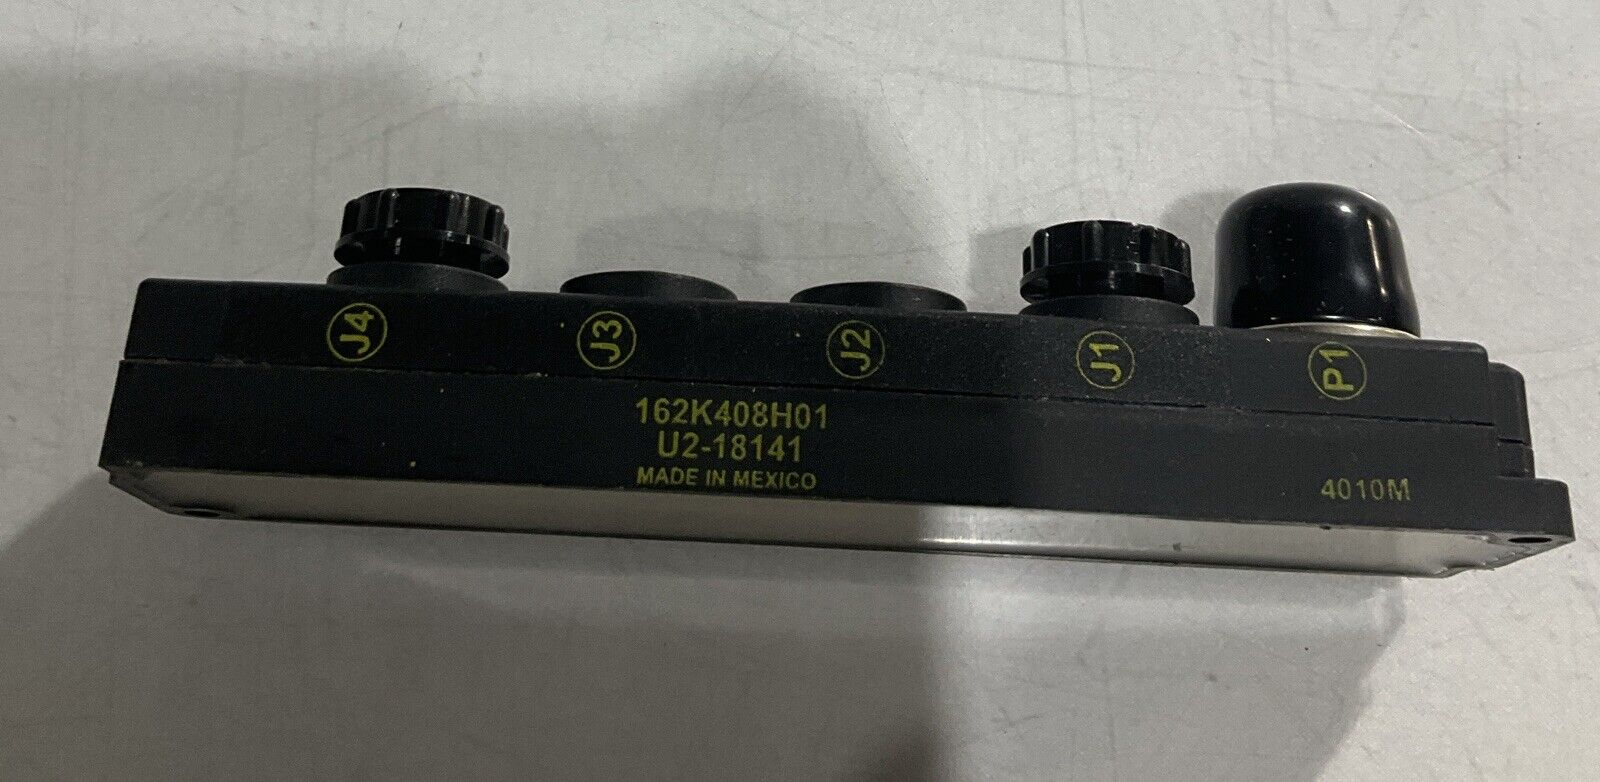 J4
J3
J2
J1
P1
162K408H01
U2-18141
MADE IN MEXICO
4010M